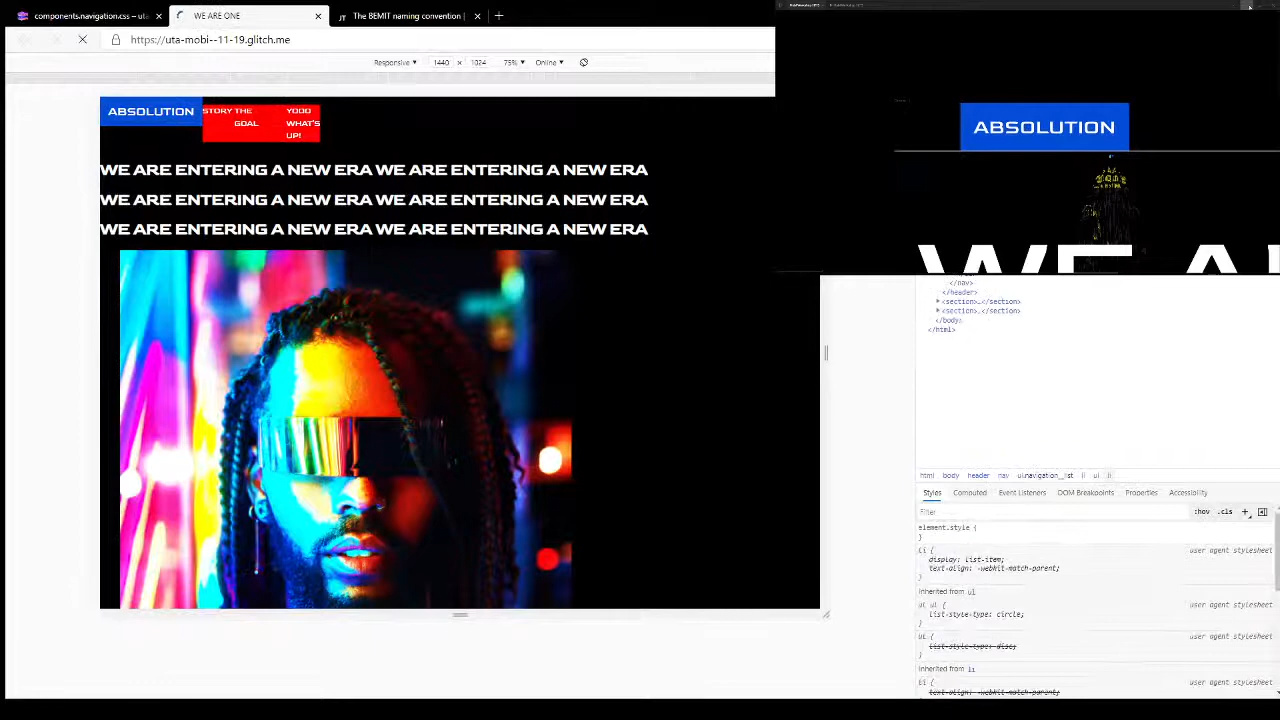 components.navigation.css – uta
WE ARE ONE
The BEMIT naming convention |
https://uta-mobi--11-19.glitch.me
Responsive
1440 × 1024
75%
Online
ABSOLUTION
STORY THE
GOAL
YOOO
WHAT'S
UP!
WE ARE ENTERING A NEW ERA WE ARE ENTERING A NEW ERA
WE ARE ENTERING A NEW ERA WE ARE ENTERING A NEW ERA
WE ARE ENTERING A NEW ERA WE ARE ENTERING A NEW ERA
ABSOLUTION
WE A
</nav>
</header>
<section>…</section>
<section>…</section>
</body>
</html>
html body header nav ul.navigation__list li ul li
Styles Computed Event Listeners DOM Breakpoints Properties Accessibility
Filter
:hov .cls +
element.style {
}
li {
user agent stylesheet
display: list-item;
text-align: -webkit-match-parent;
}
Inherited from ul
ul ul {
user agent stylesheet
list-style-type: circle;
}
ul {
user agent stylesheet
list-style-type: disc;
}
Inherited from li
li {
user agent stylesheet
text-align: -webkit-match-parent;